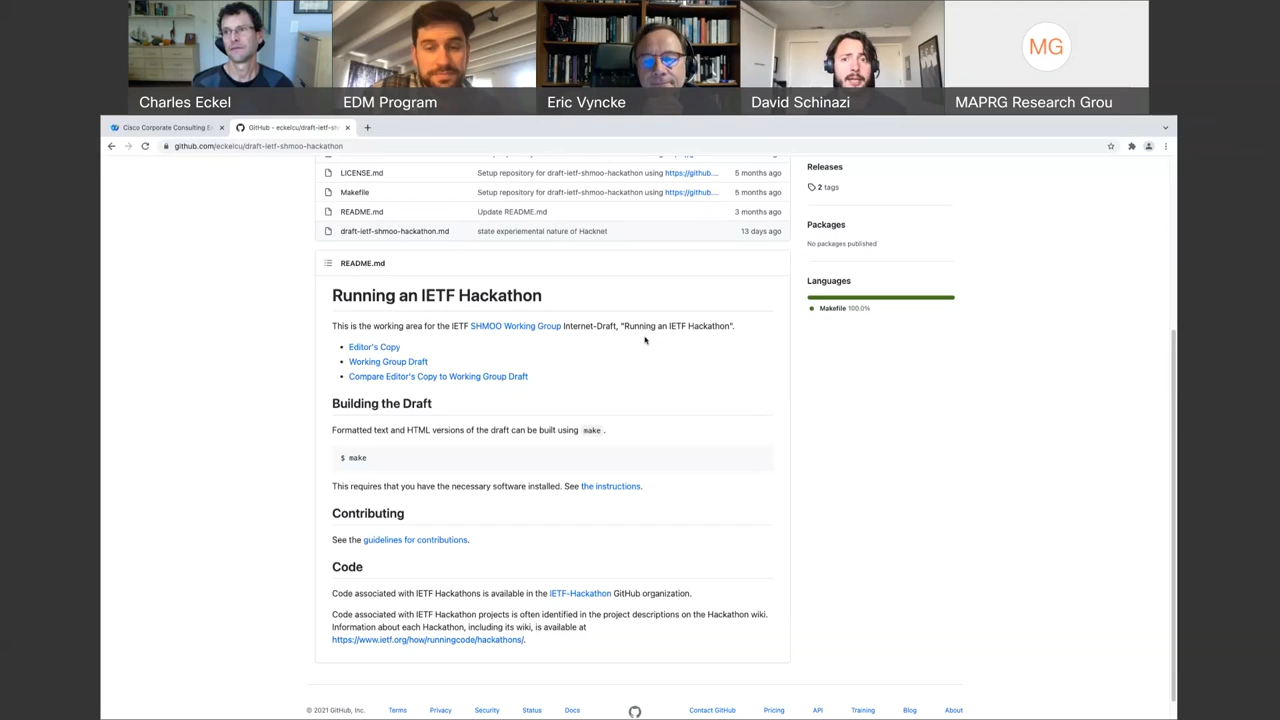 MG
Charles Eckel
EDM Program
Eric Vyncke
David Schinazi
MAPRG Research Grou
Cisco Corporate Consulting E
GitHub - eckelcu/draft-ietf-sh
github.com/eckelcu/draft-ietf-shmoo-hackathon
LICENSE.md Setup repository for draft-ietf-shmoo-hackathon using https://github.... 5 months ago
Makefile Setup repository for draft-ietf-shmoo-hackathon using https://github.... 5 months ago
README.md Update README.md 3 months ago
draft-ietf-shmoo-hackathon.md state experiemental nature of Hacknet 13 days ago
README.md
Running an IETF Hackathon
This is the working area for the IETF SHMOO Working Group Internet-Draft, "Running an IETF Hackathon".
• Editor's Copy
• Working Group Draft
• Compare Editor's Copy to Working Group Draft
Building the Draft
Formatted text and HTML versions of the draft can be built using make .
$ make
This requires that you have the necessary software installed. See the instructions.
Contributing
See the guidelines for contributions.
Code
Code associated with IETF Hackathons is available in the IETF-Hackathon GitHub organization.
Code associated with IETF Hackathon projects is often identified in the project descriptions on the Hackathon wiki.
Information about each Hackathon, including its wiki, is available at
https://www.ietf.org/how/runningcode/hackathons/.
Releases
2 tags
Packages
No packages published
Languages
Makefile 100.0%
© 2021 GitHub, Inc. Terms Privacy Security Status Docs Contact GitHub Pricing API Training Blog About